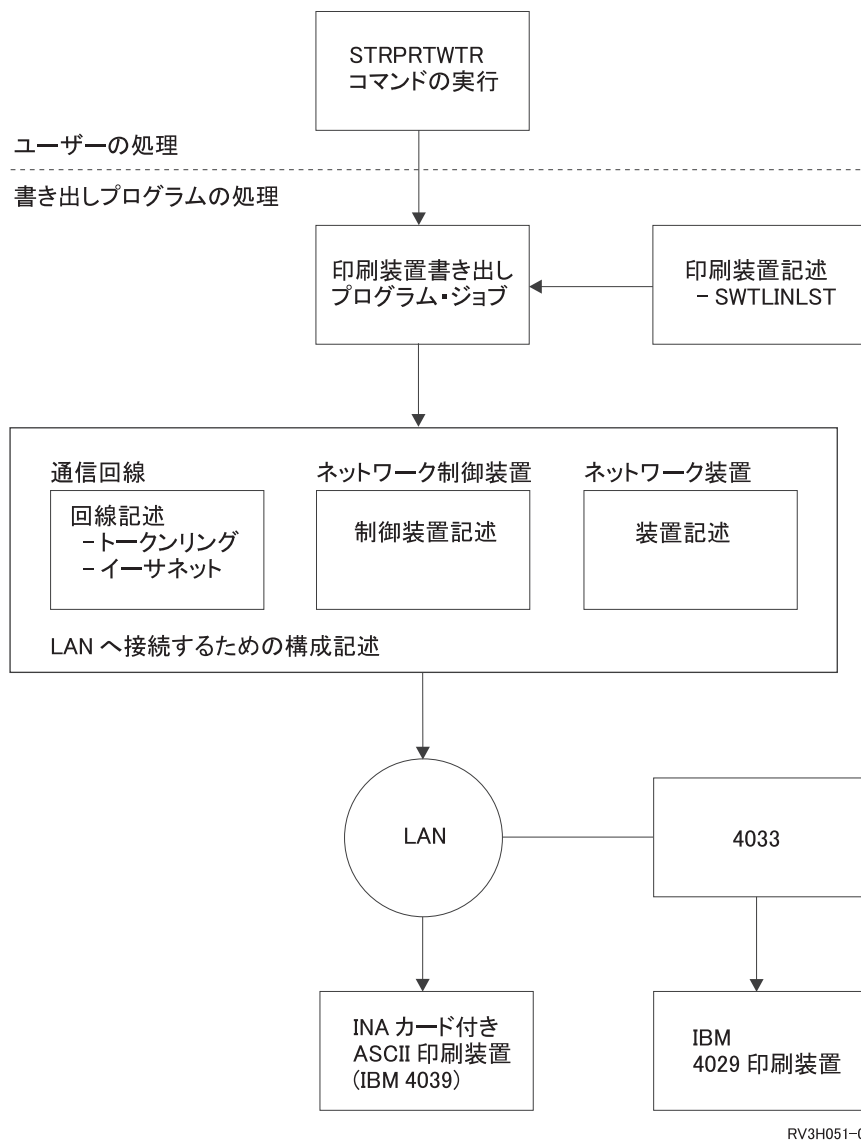 STRPRTWTR
コマンドの実行
ユーザーの処理
書き出しプログラムの処理
印刷装置書き出し
プログラム・ジョブ
印刷装置記述
- SWTLINLST
通信回線
回線記述
- トークンリング
- イーサネット
ネットワーク制御装置
制御装置記述
ネットワーク装置
装置記述
LAN へ接続するための構成記述
LAN
4033
INA カード付き
ASCII 印刷装置
(IBM 4039)
IBM
4029 印刷装置